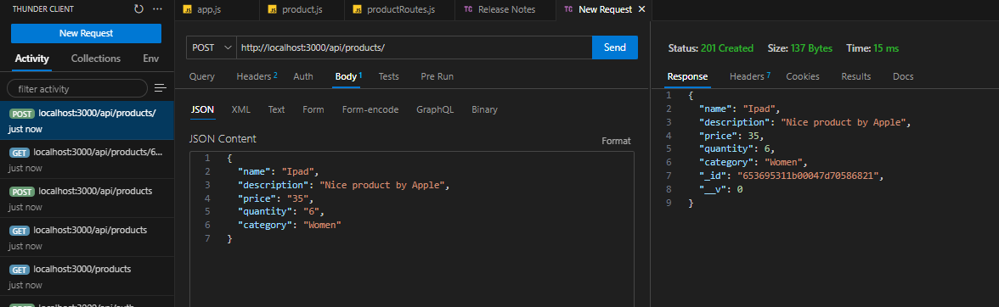 THUNDER CLIENT
New Request
Activity Collections Env
filter activity
POST localhost:3000/api/products/
just now
GET localhost:3000/api/products/6...
just now
POST localhost:3000/api/products
just now
GET localhost:3000/api/products
just now
GET localhost:3000/products
just now
JS app.js JS product.js JS productRoutes.js TC Release Notes TC New Request
POST http://localhost:3000/api/products/ Send
Query Headers 2 Auth Body 1 Tests Pre Run
JSON XML Text Form Form-encode GraphQL Binary
JSON Content Format
1 {
2 "name": "Ipad",
3 "description": "Nice product by Apple",
4 "price": "35",
5 "quantity": "6",
6 "category": "Women"
7 }
Status: 201 Created Size: 137 Bytes Time: 15 ms
Response Headers 7 Cookies Results Docs
1 {
2 "name": "Ipad",
3 "description": "Nice product by Apple",
4 "price": 35,
5 "quantity": 6,
6 "category": "Women",
7 "_id": "653695311b00047d70586821",
8 "__v": 0
9 }